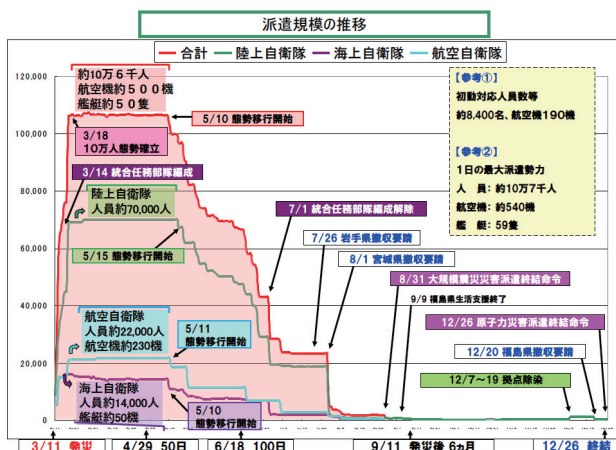 派遣規模の推移
合計 陸上自衛隊 海上自衛隊 航空自衛隊
120,000
100,000
80,000
60,000
40,000
20,000
0
約10万6千人
航空機約500機
艦艇約50隻
5/10 態勢移行開始
3/18
10万人態勢確立
3/14 統合任務部隊編成
陸上自衛隊
人員約70,000人
5/15 態勢移行開始
航空自衛隊
人員約22,000人
航空機約230機
5/11
態勢移行開始
海上自衛隊
人員約14,000人
艦艇約50機
5/10
態勢移行開始
【参考①】
初動対応人員数等
約8,400名、航空機190機
【参考②】
1日の最大派遣勢力
人 員：約10万7千人
航空機：約540機
艦 艇：59隻
7/1 統合任務部隊編成解除
7/26 岩手県撤収要請
8/1 宮城県撤収要請
8/31 大規模震災災害派遣終結命令
9/9 福島県生活支援終了
12/26 原子力災害派遣終結命令
12/20 福島県撤収要請
12/7～19 拠点除染
3/11 発災
4/29 50日
6/18 100日
9/11 発災後 6ヵ月
12/26 終結